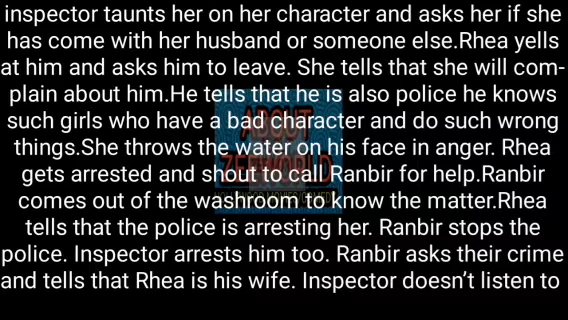 inspector taunts her on her character and asks her if she
has come with her husband or someone else.Rhea yells
at him and asks him to leave. She tells that she will com-
plain about him.He tells that he is also police he knows
such girls who have a bad character and do such wrong
things.She throws the water on his face in anger. Rhea
gets arrested and shout to call Ranbir for help.Ranbir
comes out of the washroom to know the matter.Rhea
tells that the police is arresting her. Ranbir stops the
police. Inspector arrests him too. Ranbir asks their crime
and tells that Rhea is his wife. Inspector doesn't listen to
ABOUT
ZEEWORLD